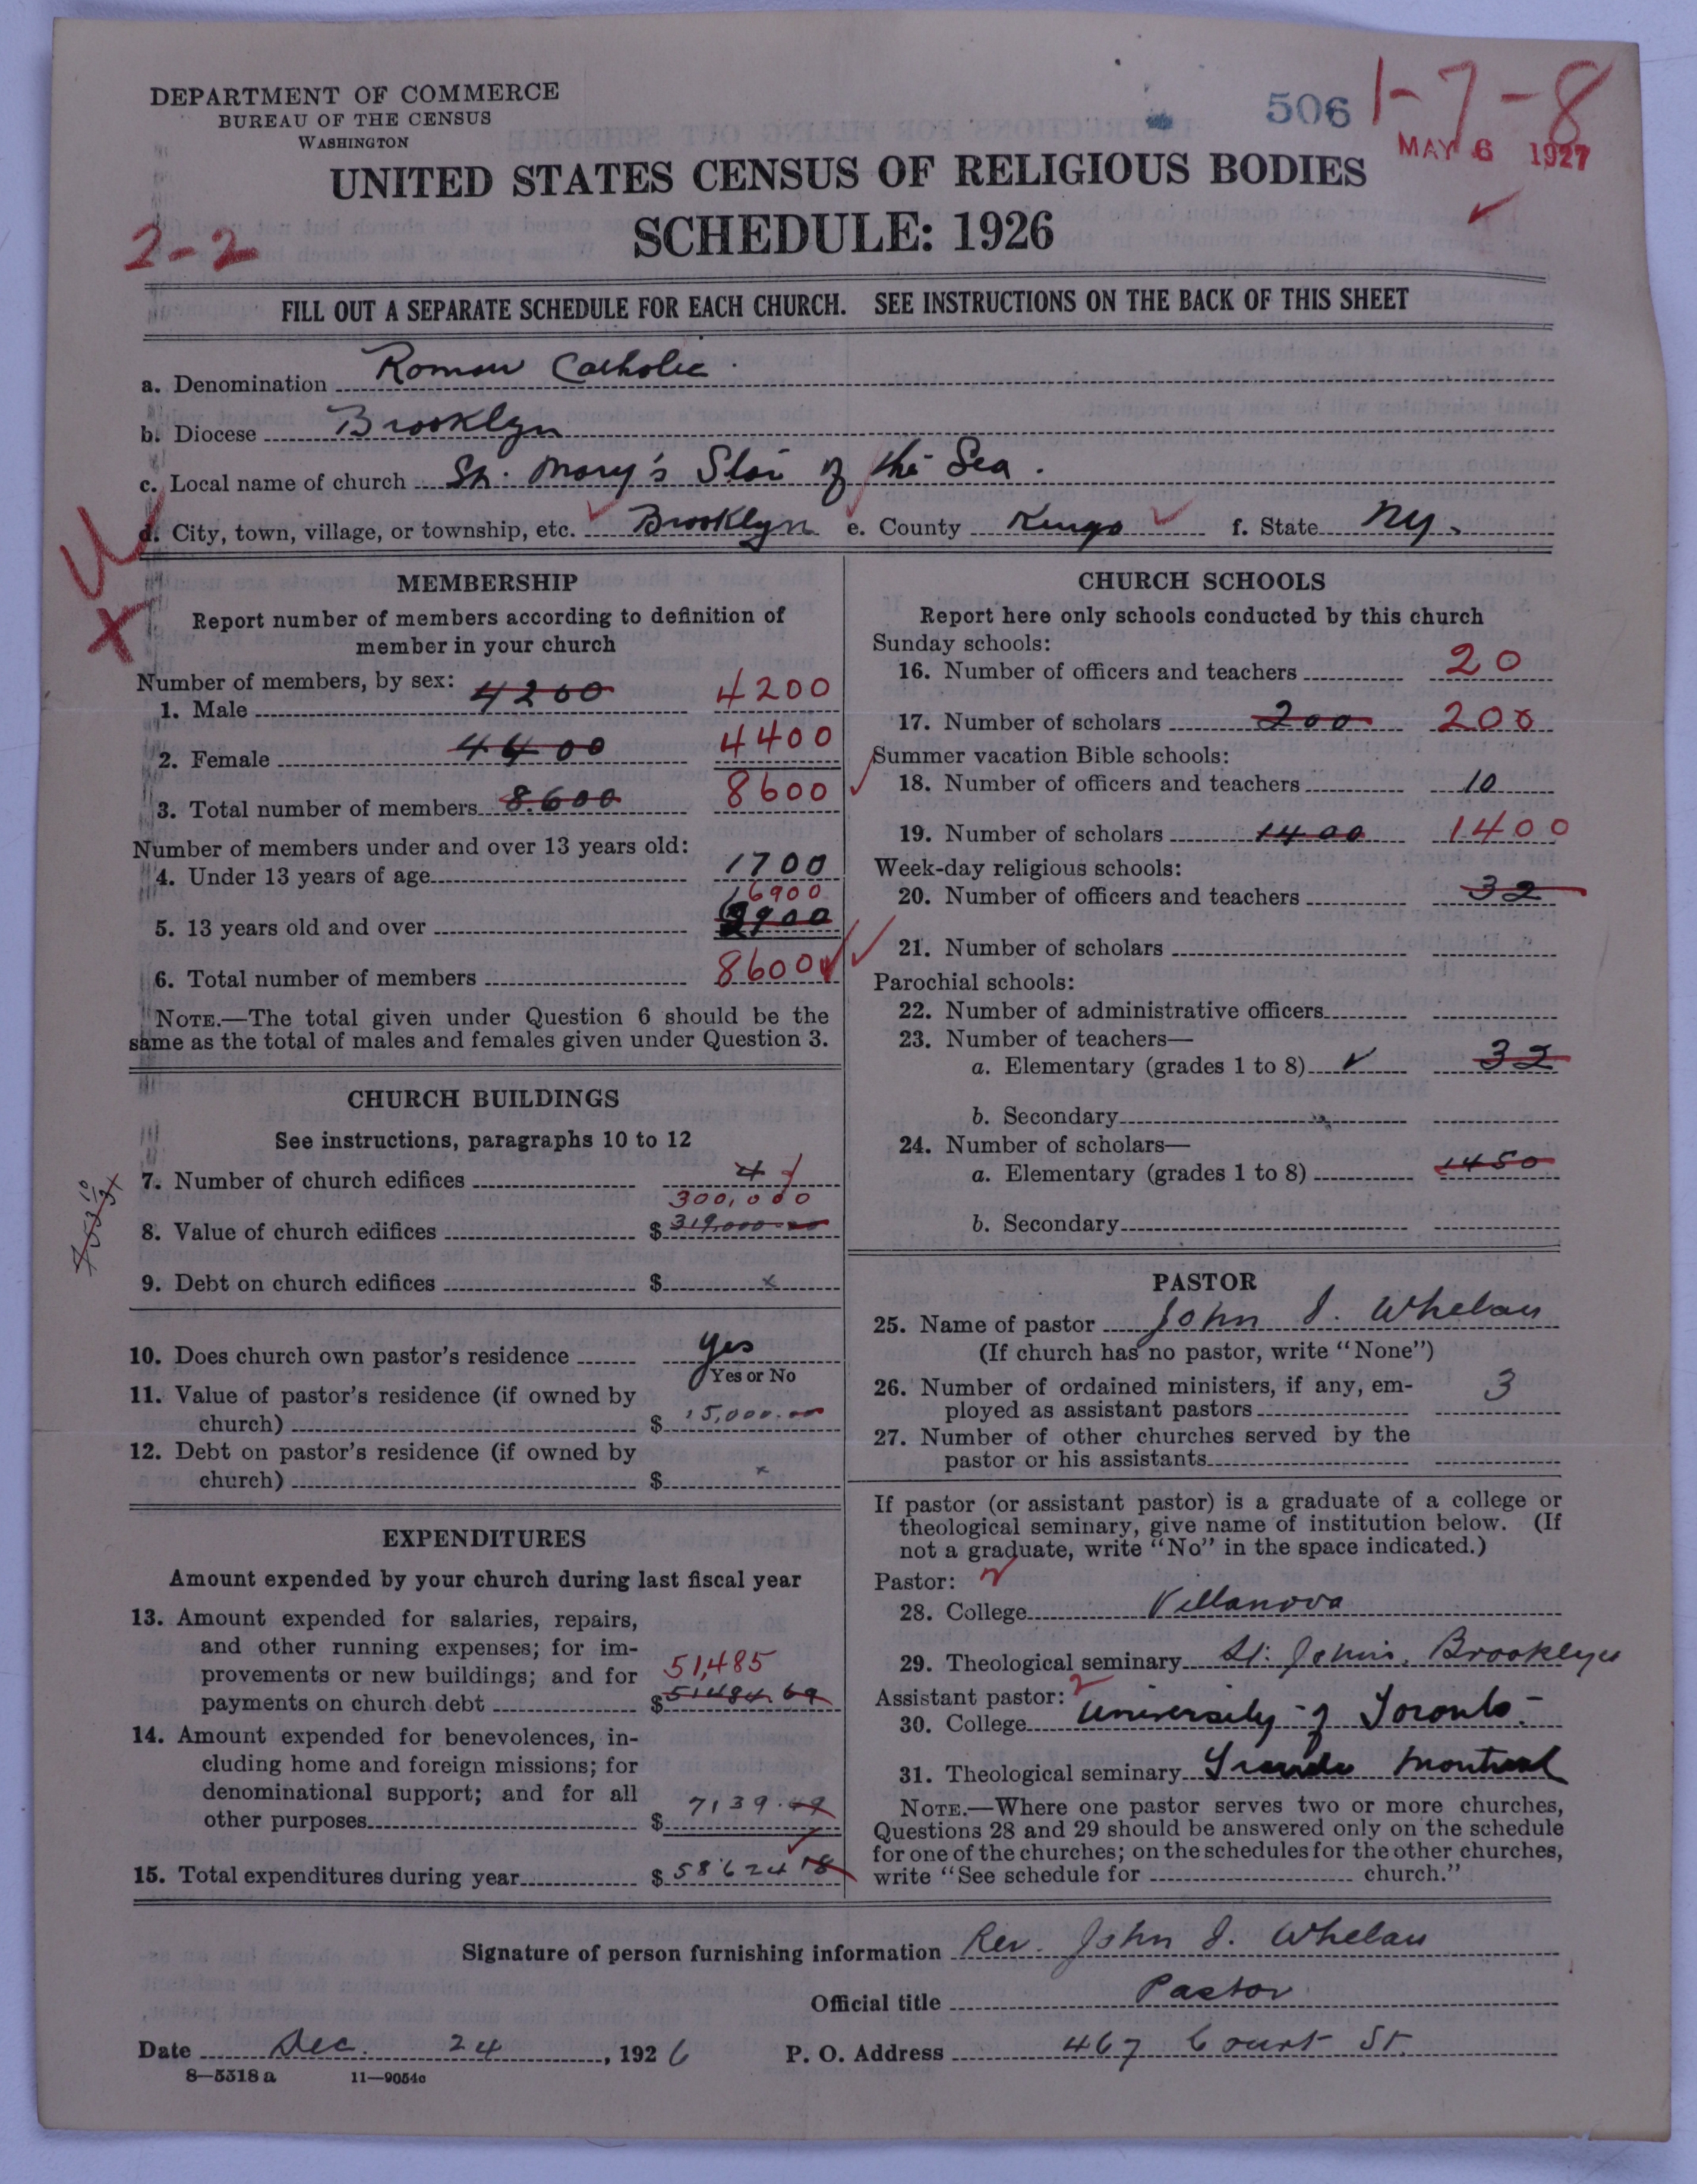 DEPARTMENT OF COMMERCE
BUREAU OF THE CENSUS
WASHINGTON
506
1-7-8
MAY 6 1927
UNITED STATES CENSUS OF RELIGIOUS BODIES
SCHEDULE: 1926
2-2
FILL OUT A SEPARATE SCHEDULE FOR EACH CHURCH. SEE INSTRUCTIONS ON THE BACK OF THIS SHEET
a. Denomination Roman Catholic.
b. Diocese Brooklyn
c. Local name of church St. Mary's Star of the Sea.
d. City, town, village, or township, etc. Brooklyn e. County Kings f. State NY.
MEMBERSHIP
Report number of members according to definition of
member in your church
Number of members, by sex:
1. Male 4200 4200
2. Female 4400 4400
3. Total number of members 8600 8600
Number of members under and over 13 years old:
4. Under 13 years of age 1700
6900
5. 13 years old and over 2900
6. Total number of members 8600
NOTE.—The total given under Question 6 should be the
same as the total of males and females given under Question 3.
CHURCH BUILDINGS
See instructions, paragraphs 10 to 12
7. Number of church edifices 4 1
300,000
8. Value of church edifices $ 319,000.00
9. Debt on church edifices $ x
10. Does church own pastor's residence yes
Yes or No
11. Value of pastor's residence (if owned by
church) $ 15,000.00
12. Debt on pastor's residence (if owned by
church) $ x
EXPENDITURES
Amount expended by your church during last fiscal year
13. Amount expended for salaries, repairs,
and other running expenses; for im-
provements or new buildings; and for 51,485
payments on church debt $ 51484.69
14. Amount expended for benevolences, in-
cluding home and foreign missions; for
denominational support; and for all
other purposes $ 7139.49
15. Total expenditures during year $ 58624 18
CHURCH SCHOOLS
Report here only schools conducted by this church
Sunday schools:
16. Number of officers and teachers 20
17. Number of scholars 200 200
Summer vacation Bible schools:
18. Number of officers and teachers 10
19. Number of scholars 1400 1400
Week-day religious schools:
20. Number of officers and teachers 32
21. Number of scholars
Parochial schools:
22. Number of administrative officers
23. Number of teachers—
a. Elementary (grades 1 to 8) 32
b. Secondary
24. Number of scholars—
a. Elementary (grades 1 to 8) 1450
b. Secondary
PASTOR
25. Name of pastor John J. Whelan
(If church has no pastor, write "None")
26. Number of ordained ministers, if any, em-
ployed as assistant pastors 3
27. Number of other churches served by the
pastor or his assistants
If pastor (or assistant pastor) is a graduate of a college or
theological seminary, give name of institution below. (If
not a graduate, write "No" in the space indicated.)
Pastor:
28. College Villanova
29. Theological seminary St. John's, Brooklyn
Assistant pastor: 2
30. College University of Toronto
31. Theological seminary Grande Montreal
NOTE.—Where one pastor serves two or more churches,
Questions 28 and 29 should be answered only on the schedule
for one of the churches; on the schedules for the other churches,
write "See schedule for church."
Signature of person furnishing information Rev. John J. Whelan
Official title Pastor
Date Dec. 24, 1926 P. O. Address 467 Court St.
8—5318a 11—9054c